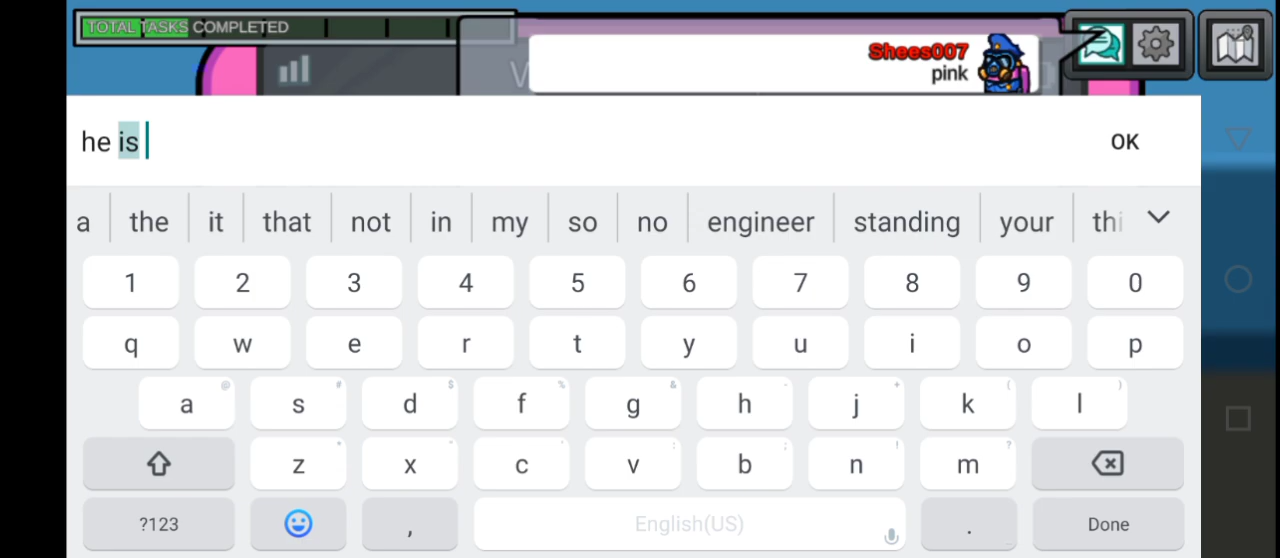 TOTAL TASKS COMPLETED
Shees007
pink
he is
OK
a the it that not in my so no engineer standing your thi
1 2 3 4 5 6 7 8 9 0
q w e r t y u i o p
a @ s # d $ f % g & h - j + k ( l )
z x c v : b ; n ! m ?
?123 , English(US) . Done